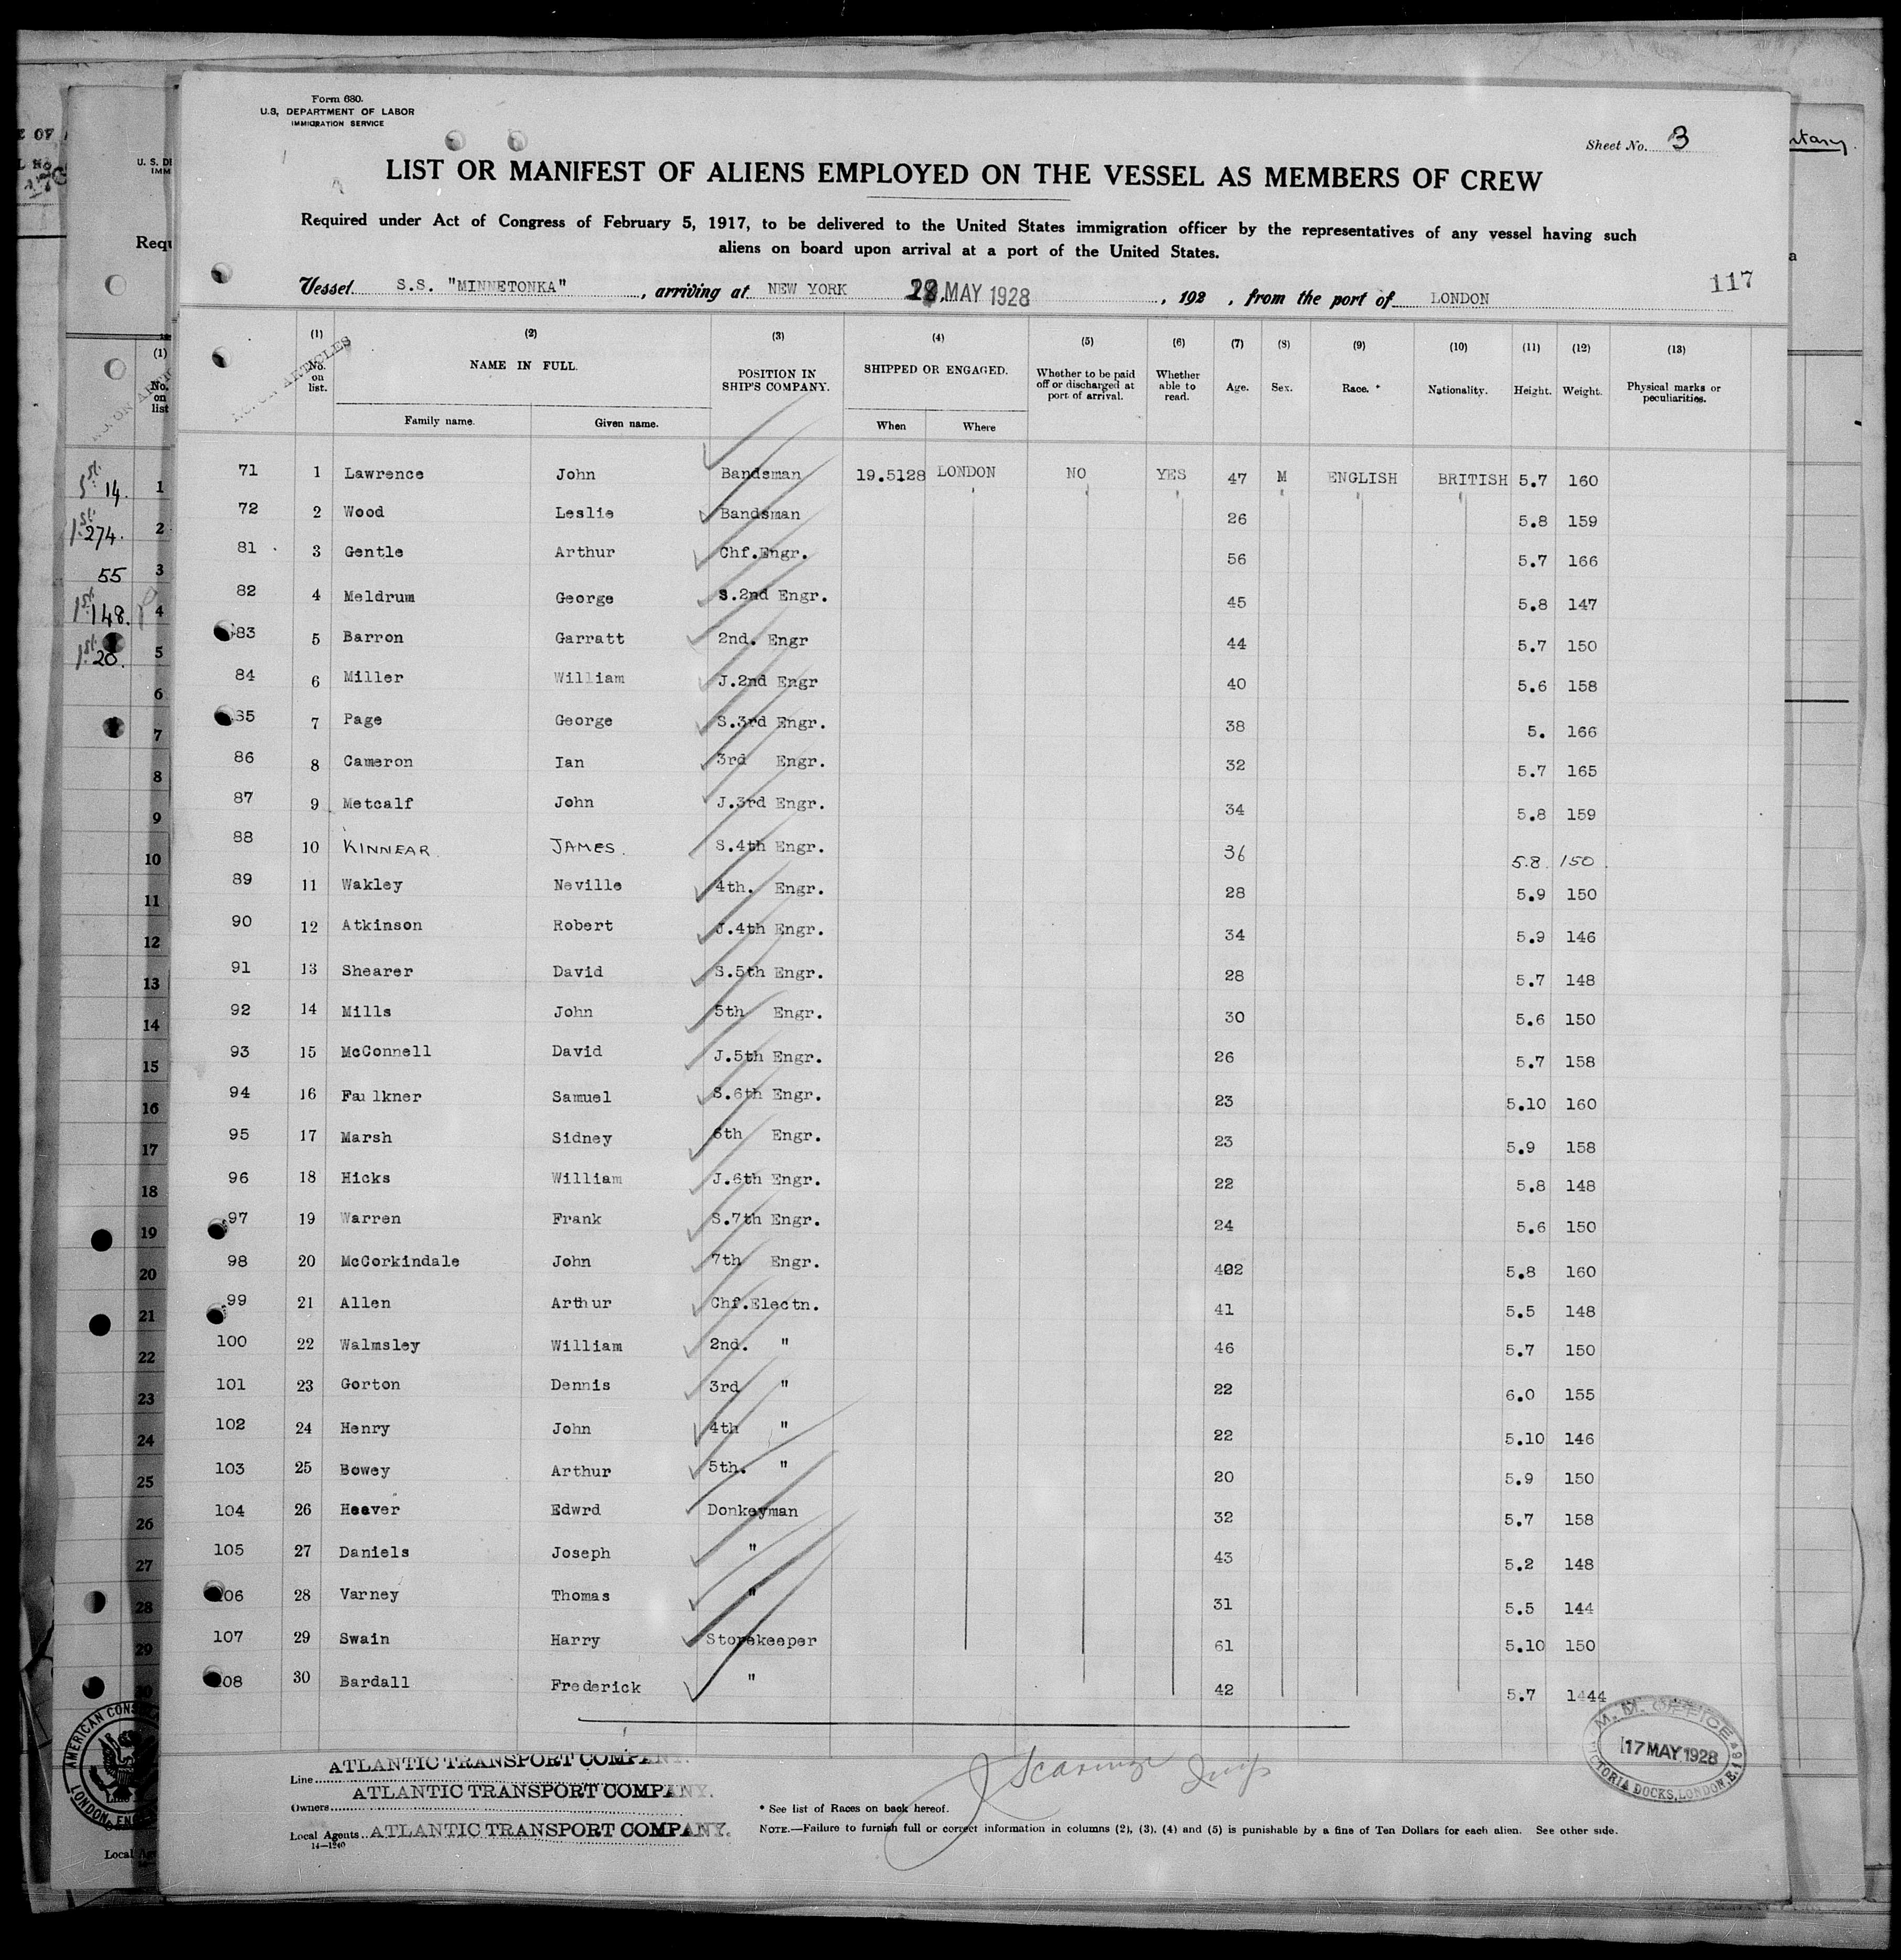 Form 680.
U.S. DEPARTMENT OF LABOR
IMMIGRATION SERVICE
Sheet No. 3
LIST OR MANIFEST OF ALIENS EMPLOYED ON THE VESSEL AS MEMBERS OF CREW
Required under Act of Congress of February 5, 1917, to be delivered to the United States immigration officer by the representatives of any vessel having such
aliens on board upon arrival at a port of the United States.
117
Vessel S.S. "MINNETONKA", arriving at NEW YORK MAY 1928, 192 , from the port of LONDON
NO. ON ARTICLES
(1) (2) (3) (4) (5) (6) (7) (8) (9) (10) (11) (12) (13)
No. on list. NAME IN FULL. POSITION IN SHIP'S COMPANY. SHIPPED OR ENGAGED. Whether to be paid off or discharged at port of arrival. Whether able to read. Age. Sex. Race.* Nationality. Height. Weight. Physical marks or peculiarities.
Family name. Given name. When Where
71 1 Lawrence John Bandsman 19.5128 LONDON NO YES 47 M ENGLISH BRITISH 5.7 160
72 2 Wood Leslie Bandsman 26 5.8 159
81 3 Gentle Arthur Chf.Engr. 56 5.7 166
82 4 Meldrum George S.2nd Engr. 45 5.8 147
83 5 Barron Garratt 2nd. Engr 44 5.7 150
84 6 Miller William J.2nd Engr 40 5.6 158
85 7 Page George S.3rd Engr. 38 5. 166
86 8 Cameron Ian 3rd Engr. 32 5.7 165
87 9 Metcalf John J.3rd Engr. 34 5.8 159
88 10 KINNEAR JAMES. S.4th Engr. 36 5.8. 150.
89 11 Wakley Neville 4th. Engr. 28 5.9 150
90 12 Atkinson Robert J.4th Engr. 34 5.9 146
91 13 Shearer David S.5th Engr. 28 5.7 148
92 14 Mills John 5th Engr. 30 5.6 150
93 15 McConnell David J.5th Engr. 26 5.7 158
94 16 Faulkner Samuel S.6th Engr. 23 5.10 160
95 17 Marsh Sidney 6th Engr. 23 5.9 158
96 18 Hicks William J.6th Engr. 22 5.8 148
97 19 Warren Frank S.7th Engr. 24 5.6 150
98 20 McCorkindale John 7th Engr. 402 5.8 160
99 21 Allen Arthur Chf.Electn. 41 5.5 148
100 22 Walmsley William 2nd. " 46 5.7 150
101 23 Gorton Dennis 3rd " 22 6.0 155
102 24 Henry John 4th " 22 5.10 146
103 25 Bowey Arthur 5th. " 20 5.9 150
104 26 Heaver Edwrd Donkeyman 32 5.7 158
105 27 Daniels Joseph " 43 5.2 148
106 28 Varney Thomas " 31 5.5 144
107 29 Swain Harry Storekeeper 61 5.10 150
108 30 Bardall Frederick " 42 5.7 1444
Line ATLANTIC TRANSPORT COMPANY.
Owners ATLANTIC TRANSPORT COMPANY.
Local Agents ATLANTIC TRANSPORT COMPANY.
14—1240
* See list of Races on back hereof.
NOTE.—Failure to furnish full or correct information in columns (2), (3), (4) and (5) is punishable by a fine of Ten Dollars for each alien. See other side.
M. M. OFFICE
17 MAY 1928
VICTORIA DOCKS, LONDON, E.16